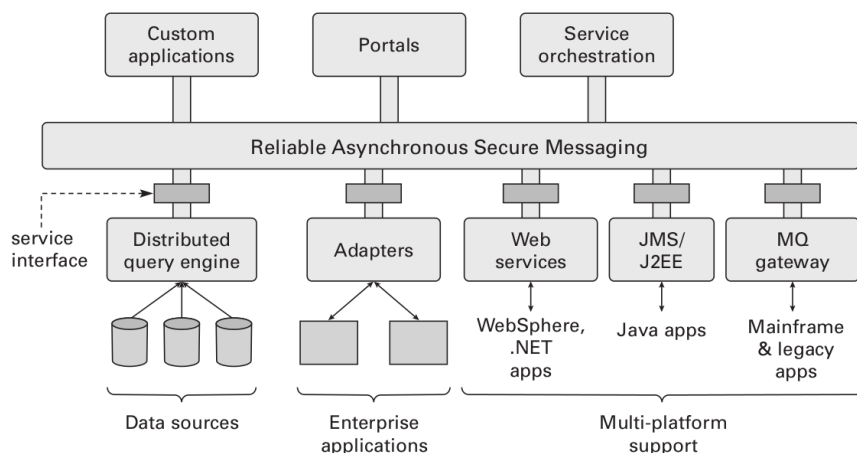 Custom
applications
Portals
Service
orchestration
Reliable Asynchronous Secure Messaging
service
interface
Distributed
query engine
Adapters
Web
services
JMS/
J2EE
MQ
gateway
WebSphere,
.NET
apps
Java apps
Mainframe
& legacy
apps
Data sources
Enterprise
applications
Multi-platform
support